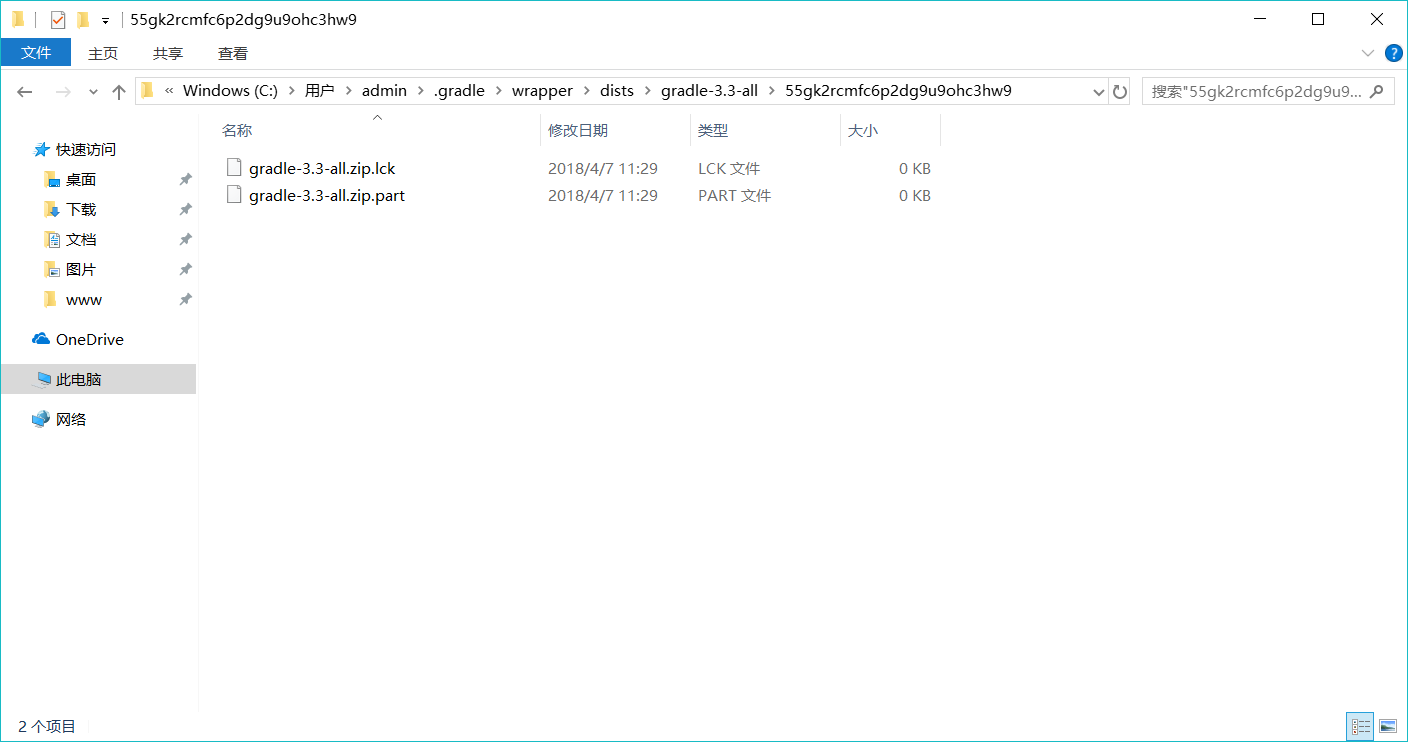 55gk2rcmfc6p2dg9u9ohc3hw9
文件 主页 共享 查看
« Windows (C:) > 用户 > admin > .gradle > wrapper > dists > gradle-3.3-all > 55gk2rcmfc6p2dg9u9ohc3hw9
搜索"55gk2rcmfc6p2dg9u9...
名称 修改日期 类型 大小
gradle-3.3-all.zip.lck 2018/4/7 11:29 LCK 文件 0 KB
gradle-3.3-all.zip.part 2018/4/7 11:29 PART 文件 0 KB
快速访问
桌面
下载
文档
图片
www
OneDrive
此电脑
网络
2 个项目